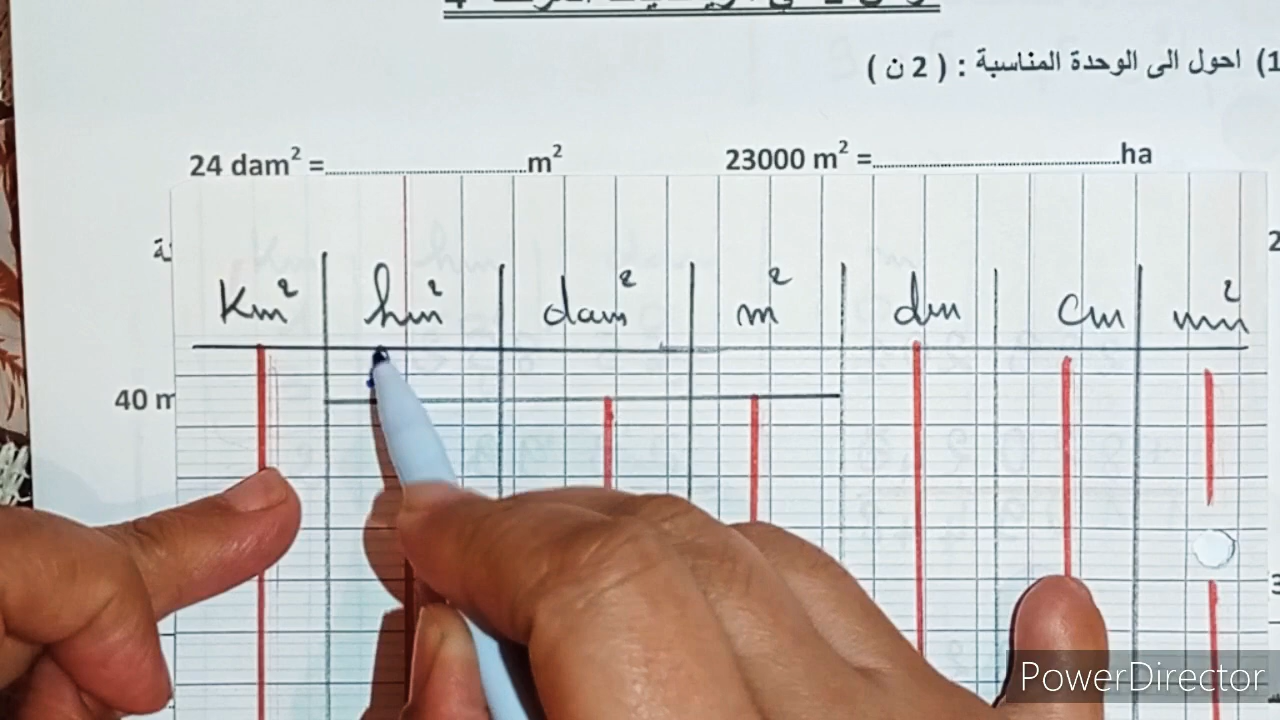 1) احول الى الوحدة المناسبة : ( 2 ن )
24 dam² =..............................m²
23000 m² =..............................ha
Km² hm² dam² m² dm cm mm²
40 m
PowerDirector